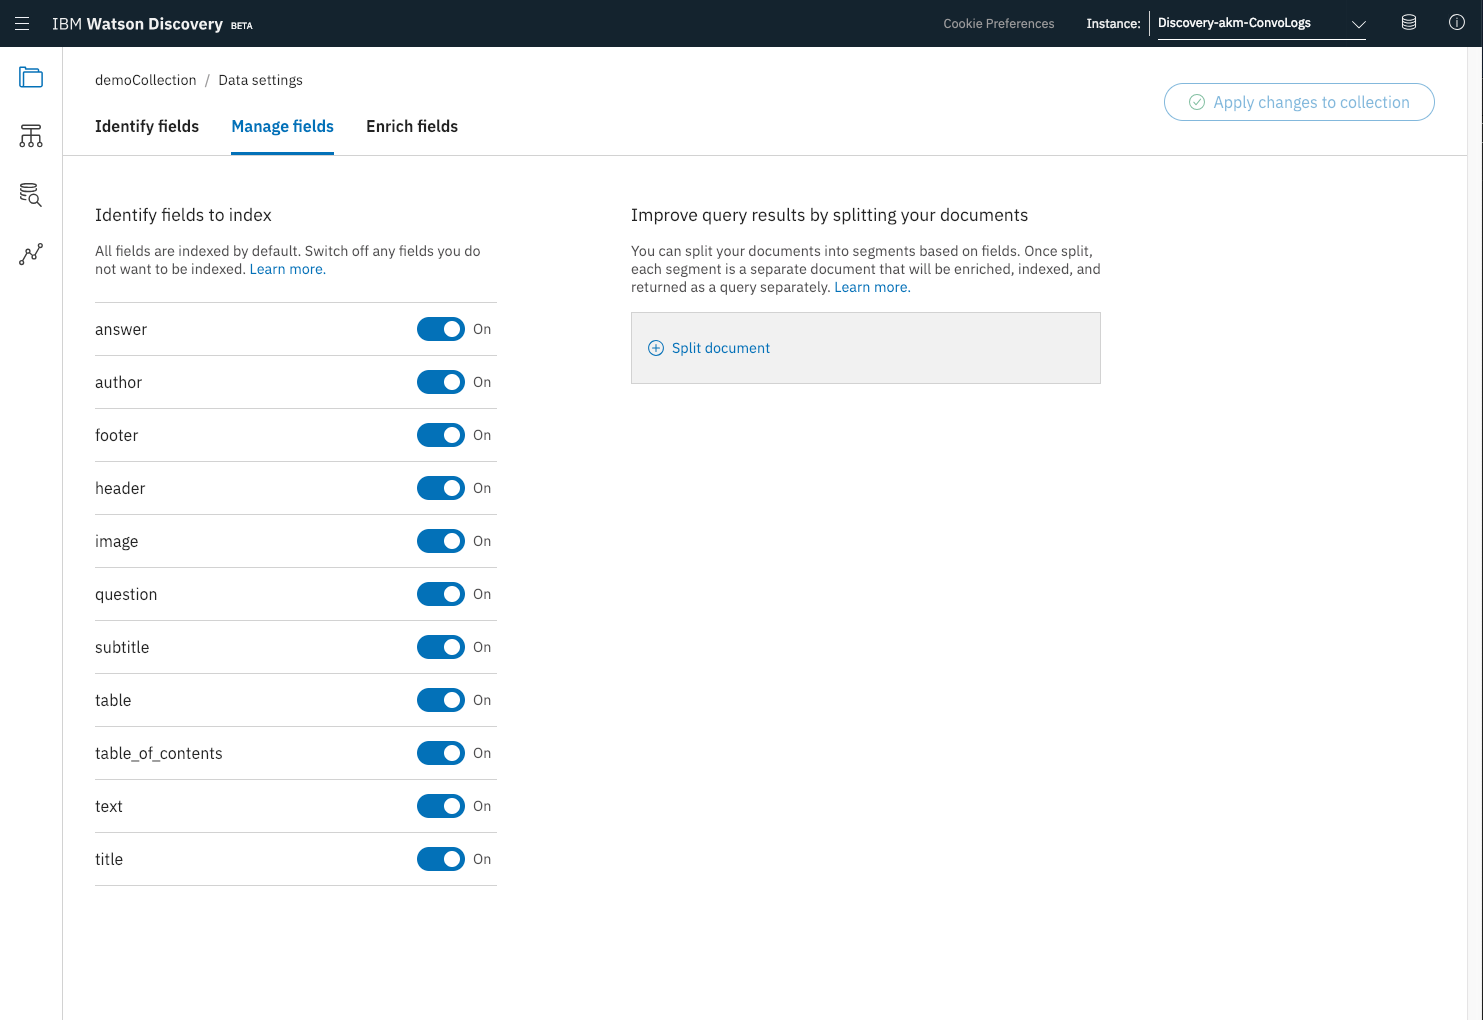 IBM Watson Discovery BETA
Cookie Preferences
Instance: Discovery-akm-ConvoLogs
demoCollection / Data settings
Apply changes to collection
Identify fields Manage fields Enrich fields
Identify fields to index
All fields are indexed by default. Switch off any fields you do
not want to be indexed. Learn more.
answer On
author On
footer On
header On
image On
question On
subtitle On
table On
table_of_contents On
text On
title On
Improve query results by splitting your documents
You can split your documents into segments based on fields. Once split,
each segment is a separate document that will be enriched, indexed, and
returned as a query separately. Learn more.
Split document